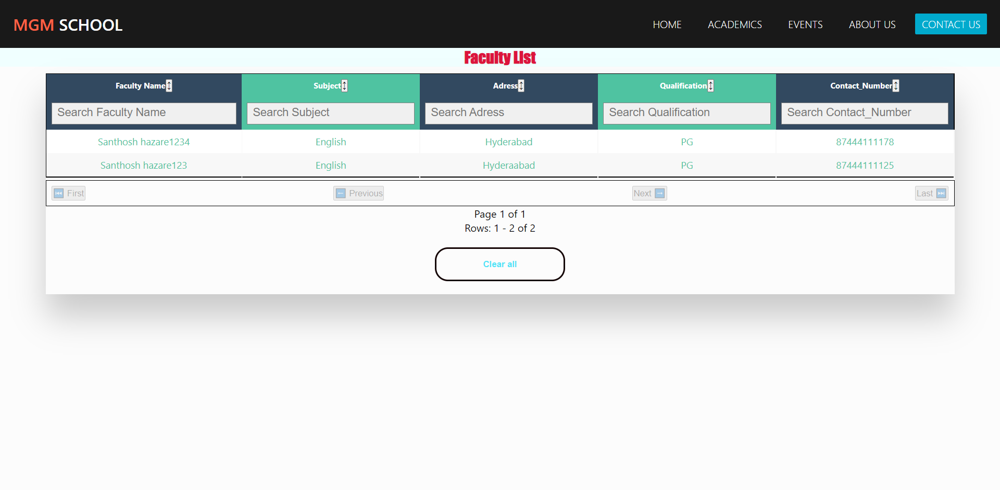 MGM SCHOOL
HOME ACADEMICS EVENTS ABOUT US CONTACT US
Faculty List
Faculty Name↕ Subject↕ Adress↕ Qualification↕ Contact_Number↕
Search Faculty Name Search Subject Search Adress Search Qualification Search Contact_Number
Santhosh hazare1234 English Hyderabad PG 87444111178
Santhosh hazare123 English Hyderaabad PG 87444111125
⏮️ First ⬅️ Previous Next ➡️ Last ⏭️
Page 1 of 1
Rows: 1 - 2 of 2
Clear all